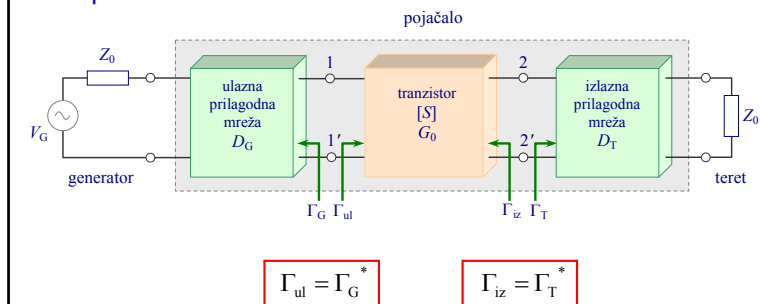 pojačalo
Z0
1
2
ulazna
prilagodna
mreža
DG
tranzistor
[S]
G0
izlazna
prilagodna
mreža
DT
VG
Z0
1′
2′
generator
teret
ΓG Γul
Γiz ΓT
Γul = ΓG*
Γiz = ΓT*